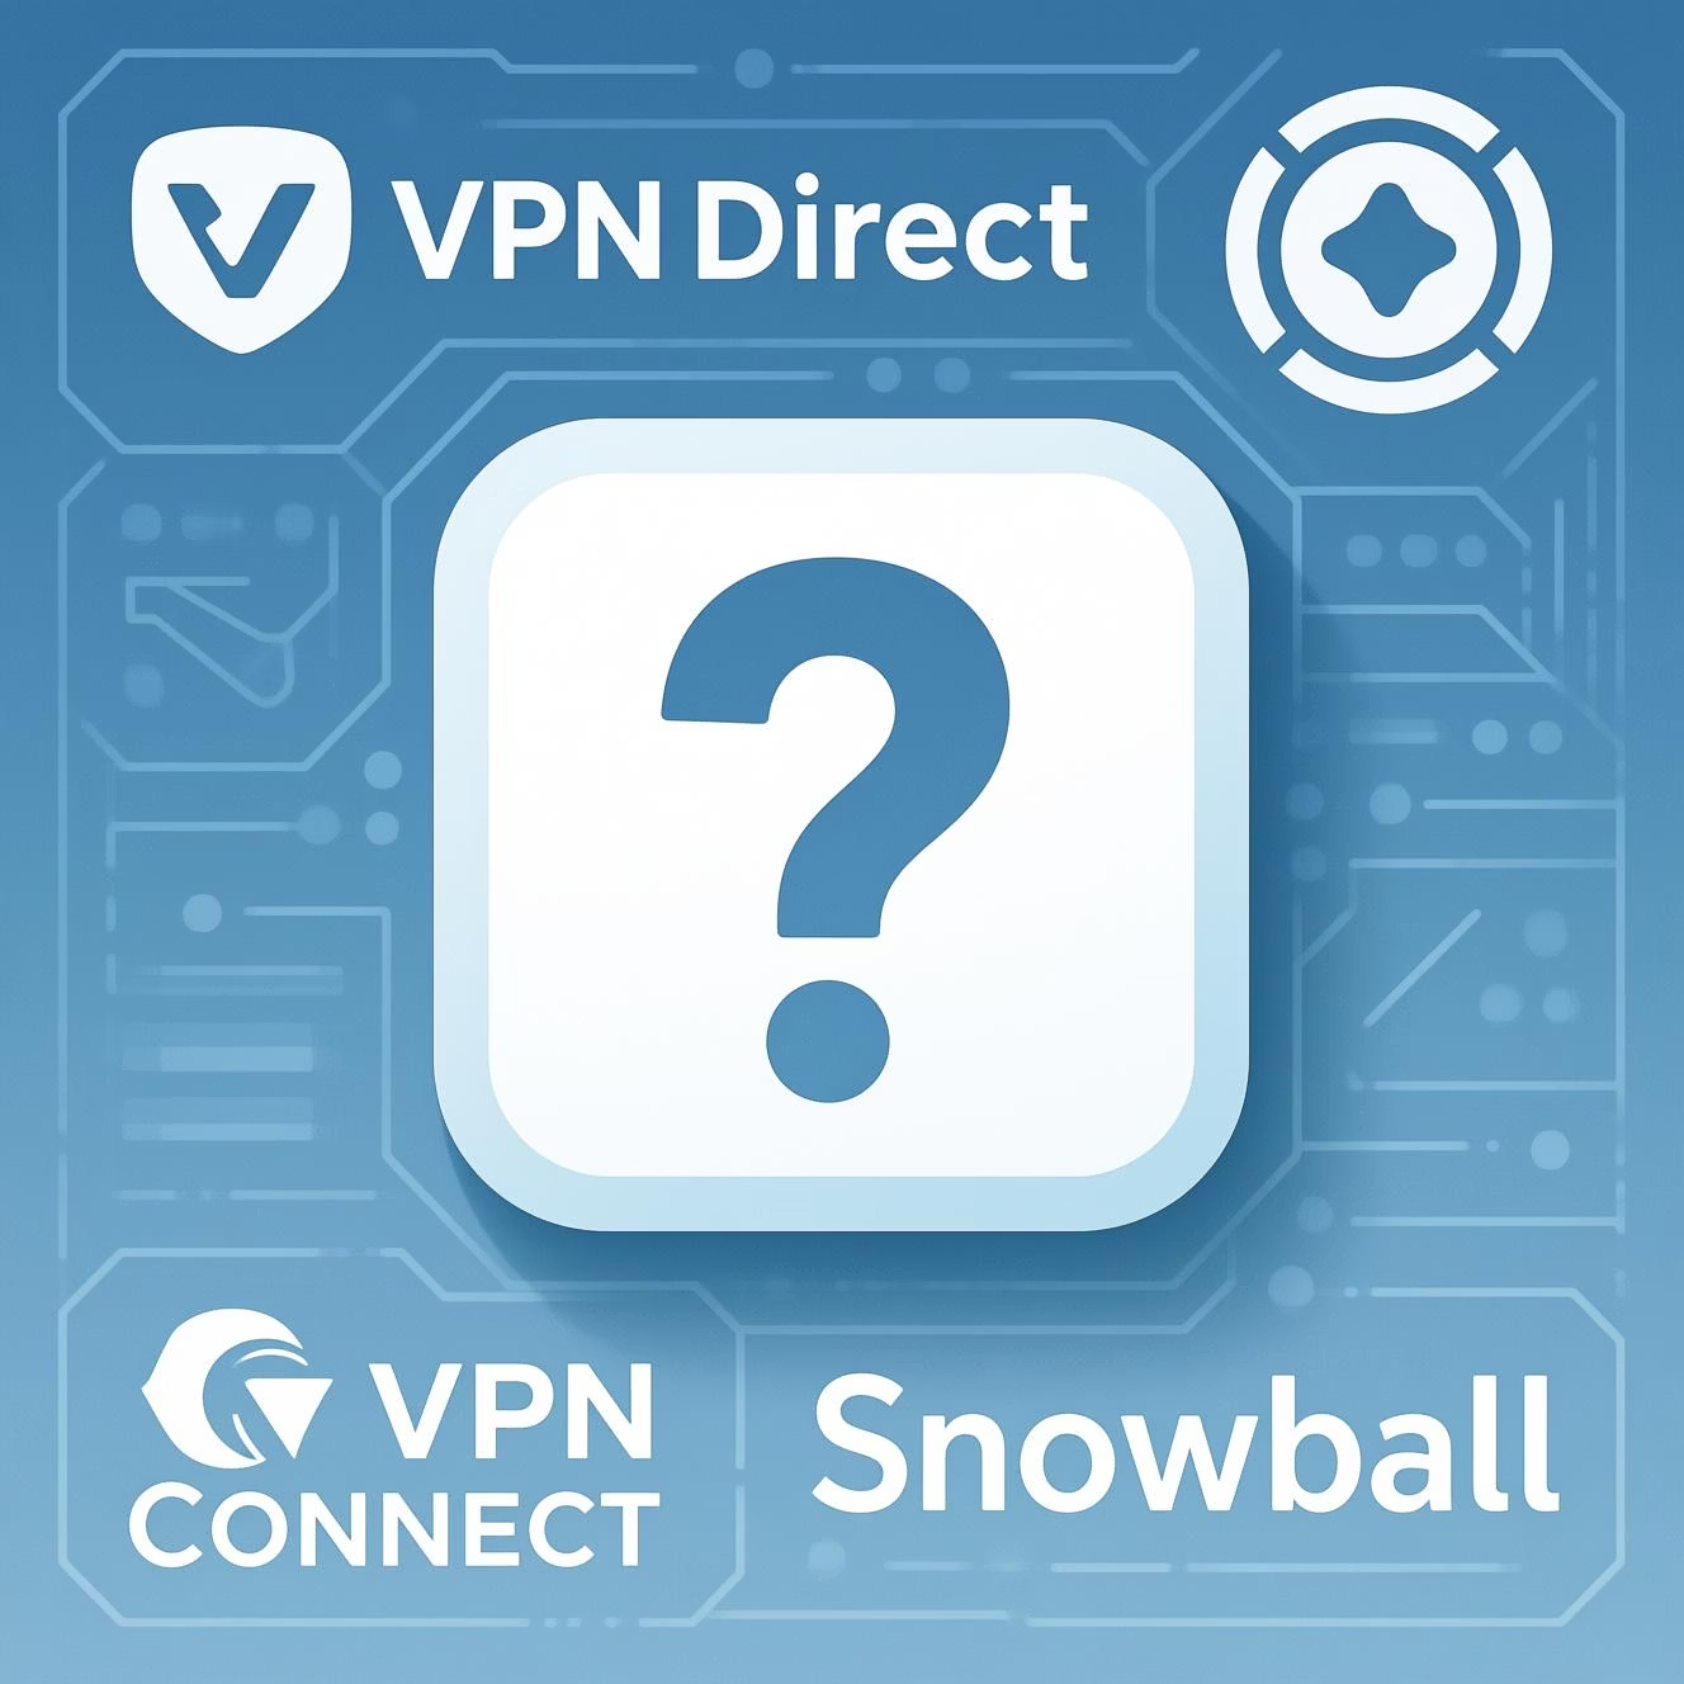 VPN Direct
?
VPN
CONNECT
Snowball